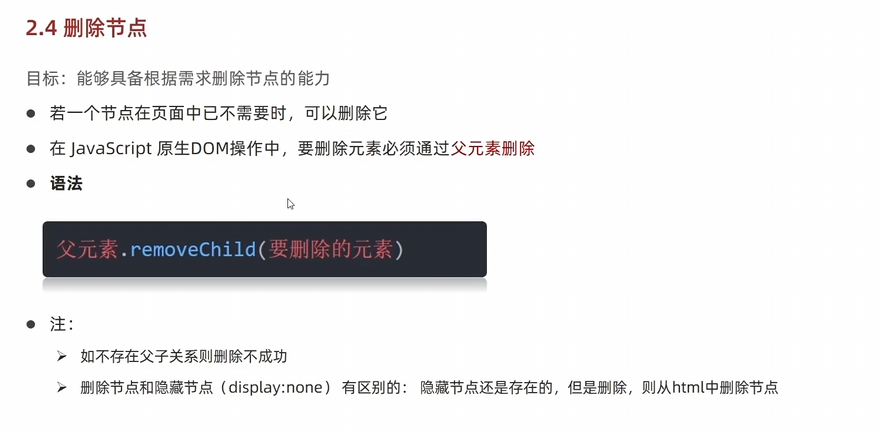 2.4 删除节点
目标：能够具备根据需求删除节点的能力
● 若一个节点在页面中已不需要时，可以删除它
● 在 JavaScript 原生DOM操作中，要删除元素必须通过父元素删除
● 语法
父元素.removeChild(要删除的元素)
● 注：
➢ 如不存在父子关系则删除不成功
➢ 删除节点和隐藏节点（display:none） 有区别的： 隐藏节点还是存在的，但是删除，则从html中删除节点